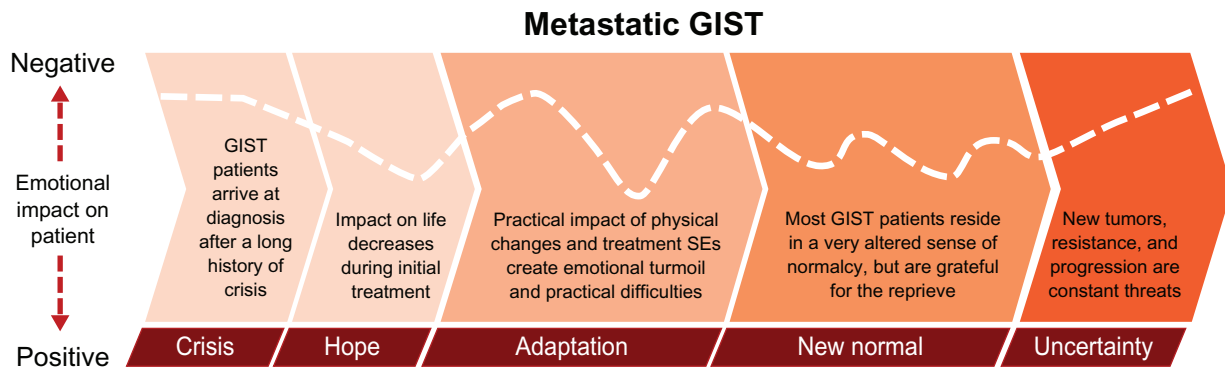 Metastatic GIST
Negative
Emotional
impact on
patient
Positive
GIST
patients
arrive at
diagnosis
after a long
history of
crisis
Impact on life
decreases
during initial
treatment
Practical impact of physical
changes and treatment SEs
create emotional turmoil
and practical difficulties
Most GIST patients reside
in a very altered sense of
normalcy, but are grateful
for the reprieve
New tumors,
resistance, and
progression are
constant threats
Crisis
Hope
Adaptation
New normal
Uncertainty